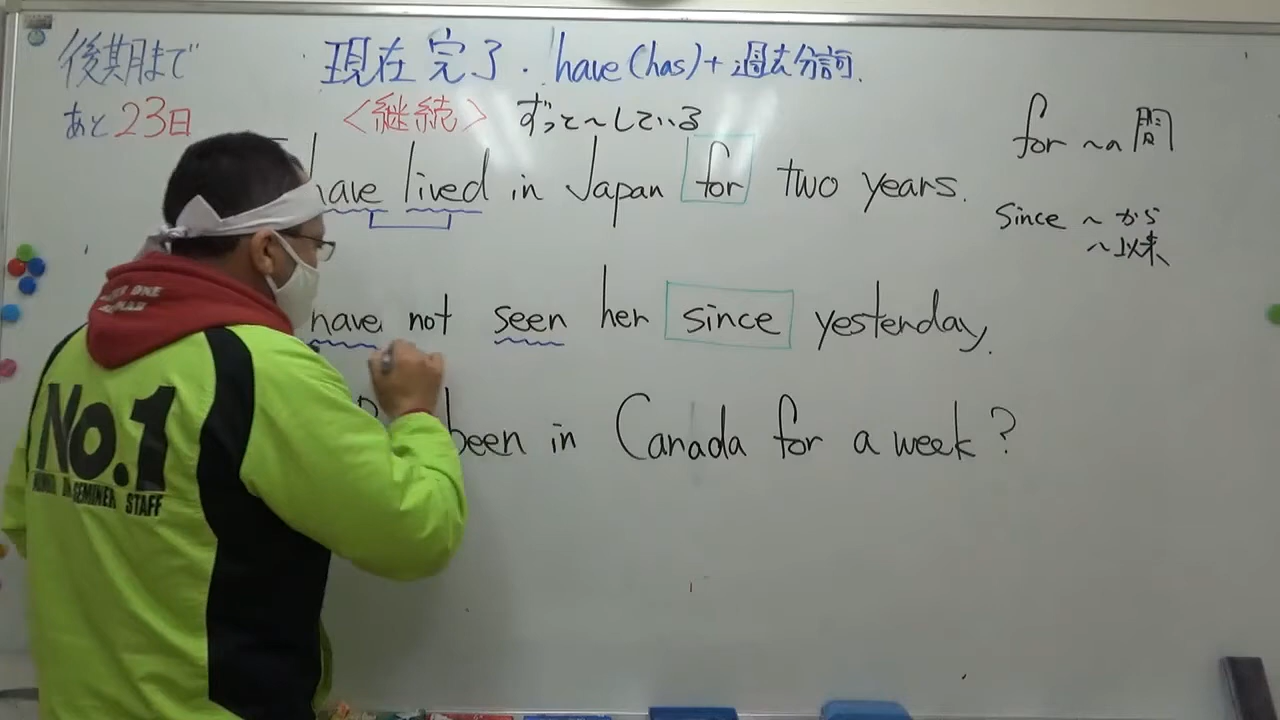 後期まで
あと23日
現在完了. have(has)+過去分詞.
<継続> ずっと〜している
have lived in Japan for two years.
for 〜の間
since 〜から
〜以来
have not seen her since yesterday.
been in Canada for a week?
No.1
SEMINER STAFF